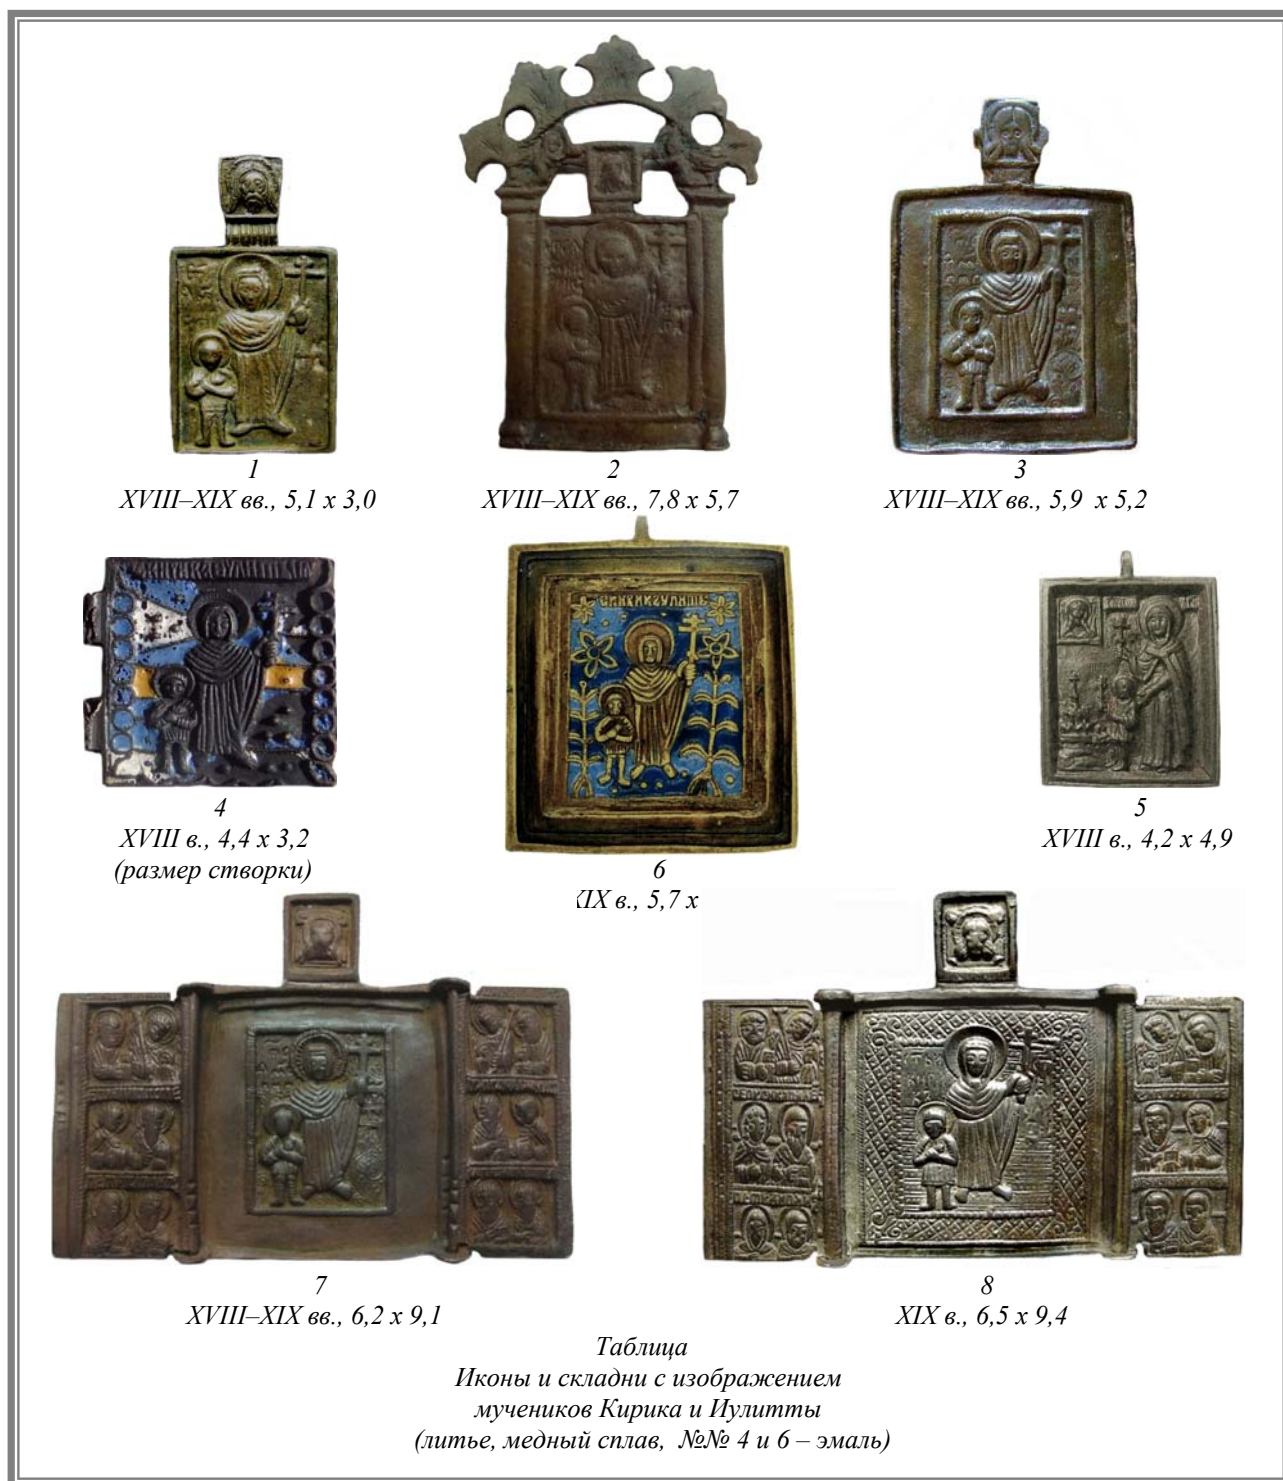 1
XVIII–XIX вв., 5,1 х 3,0
2
XVIII–XIX вв., 7,8 х 5,7
3
XVIII–XIX вв., 5,9 х 5,2
4
XVIII в., 4,4 х 3,2
(размер створки)
6
XIX в., 5,7 х
5
XVIII в., 4,2 х 4,9
7
XVIII–XIX вв., 6,2 х 9,1
8
XIX в., 6,5 х 9,4
Таблица
Иконы и складни с изображением
мучеников Кирика и Иулитты
(литье, медный сплав, №№ 4 и 6 – эмаль)